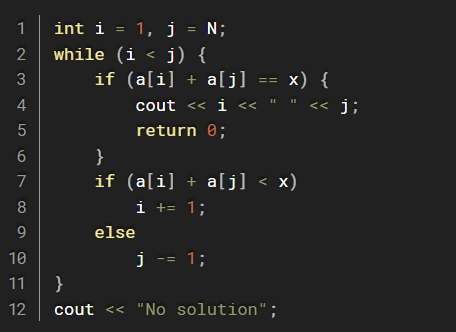 1 int i = 1, j = N;
2 while (i < j) {
3     if (a[i] + a[j] == x) {
4         cout << i << " " << j;
5         return 0;
6     }
7     if (a[i] + a[j] < x)
8         i += 1;
9     else
10         j -= 1;
11 }
12 cout << "No solution";